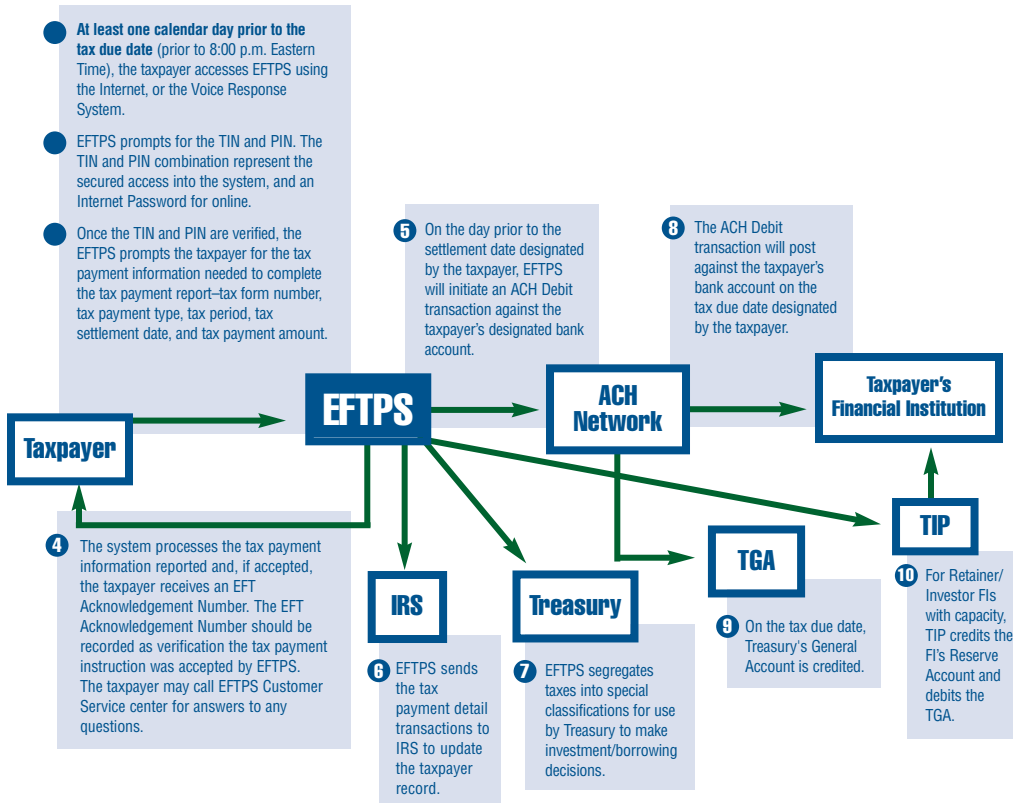 At least one calendar day prior to the
tax due date (prior to 8:00 p.m. Eastern
Time), the taxpayer accesses EFTPS using
the Internet, or the Voice Response
System.
EFTPS prompts for the TIN and PIN. The
TIN and PIN combination represent the
secured access into the system, and an
Internet Password for online.
Once the TIN and PIN are verified, the
EFTPS prompts the taxpayer for the tax
payment information needed to complete
the tax payment report–tax form number,
tax payment type, tax period, tax
settlement date, and tax payment amount.
5 On the day prior to the
settlement date designated
by the taxpayer, EFTPS
will initiate an ACH Debit
transaction against the
taxpayer's designated bank
account.
8 The ACH Debit
transaction will post
against the taxpayer's
bank account on the
tax due date designated
by the taxpayer.
Taxpayer
EFTPS
ACH
Network
Taxpayer's
Financial Institution
4 The system processes the tax payment
information reported and, if accepted,
the taxpayer receives an EFT
Acknowledgement Number. The EFT
Acknowledgement Number should be
recorded as verification the tax payment
instruction was accepted by EFTPS.
The taxpayer may call EFTPS Customer
Service center for answers to any
questions.
IRS
6 EFTPS sends
the tax
payment detail
transactions to
IRS to update
the taxpayer
record.
Treasury
7 EFTPS segregates
taxes into special
classifications for use
by Treasury to make
investment/borrowing
decisions.
TGA
9 On the tax due date,
Treasury's General
Account is credited.
TIP
10 For Retainer/
Investor FIs
with capacity,
TIP credits the
FI's Reserve
Account and
debits the
TGA.